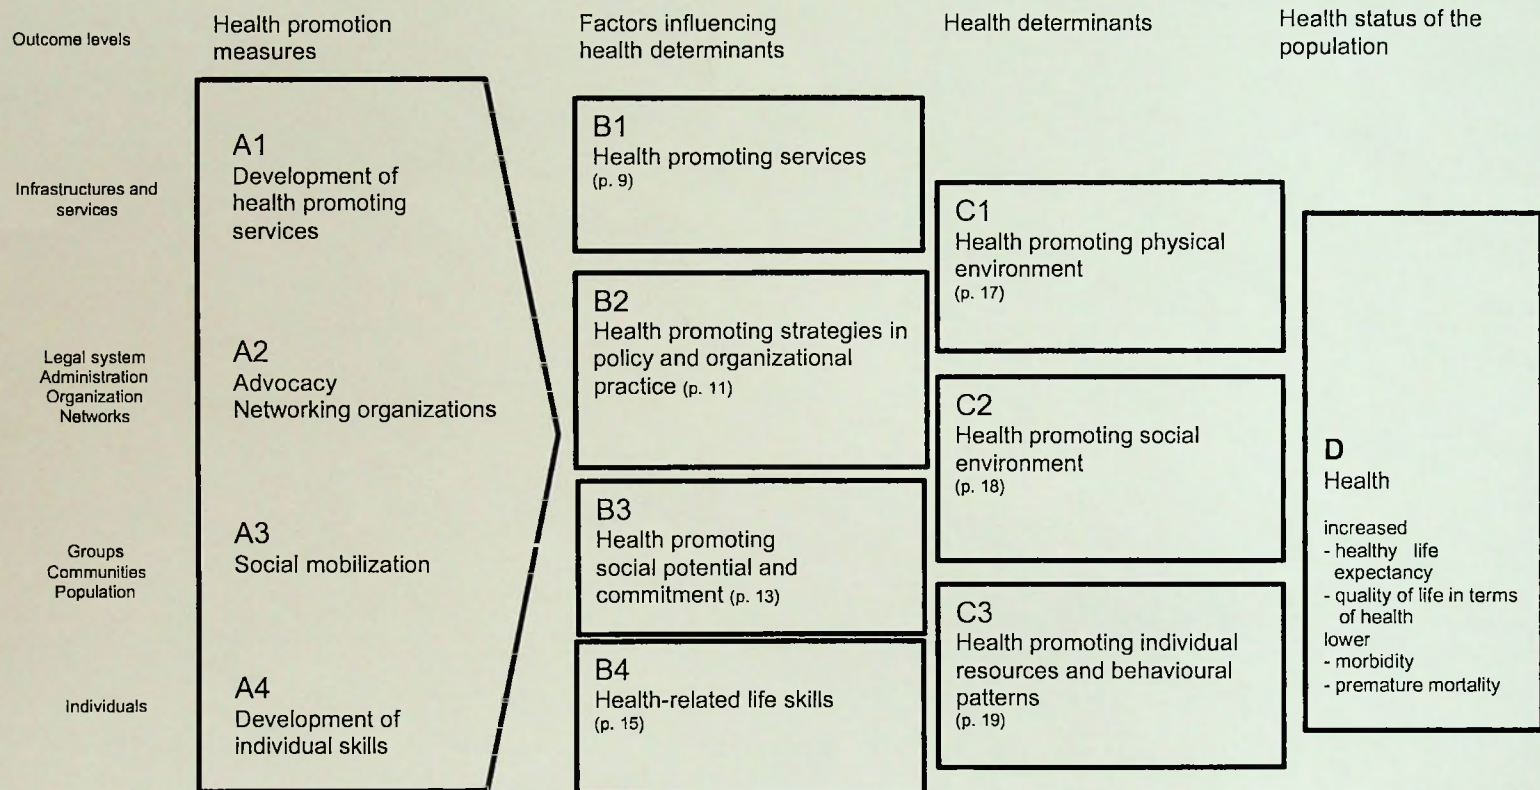 Outcome levels
Health promotion
measures
Factors influencing
health determinants
Health determinants
Health status of the
population
Infrastructures and
services
Legal system
Administration
Organization
Networks
Groups
Communities
Population
Individuals
A1
Development of
health promoting
services
A2
Advocacy
Networking organizations
A3
Social mobilization
A4
Development of
individual skills
B1
Health promoting services
(p. 9)
B2
Health promoting strategies in
policy and organizational
practice (p. 11)
B3
Health promoting
social potential and
commitment (p. 13)
B4
Health-related life skills
(p. 15)
C1
Health promoting physical
environment
(p. 17)
C2
Health promoting social
environment
(p. 18)
C3
Health promoting individual
resources and behavioural
patterns
(p. 19)
D
Health
increased
- healthy life
expectancy
- quality of life in terms
of health
lower
- morbidity
- premature mortality